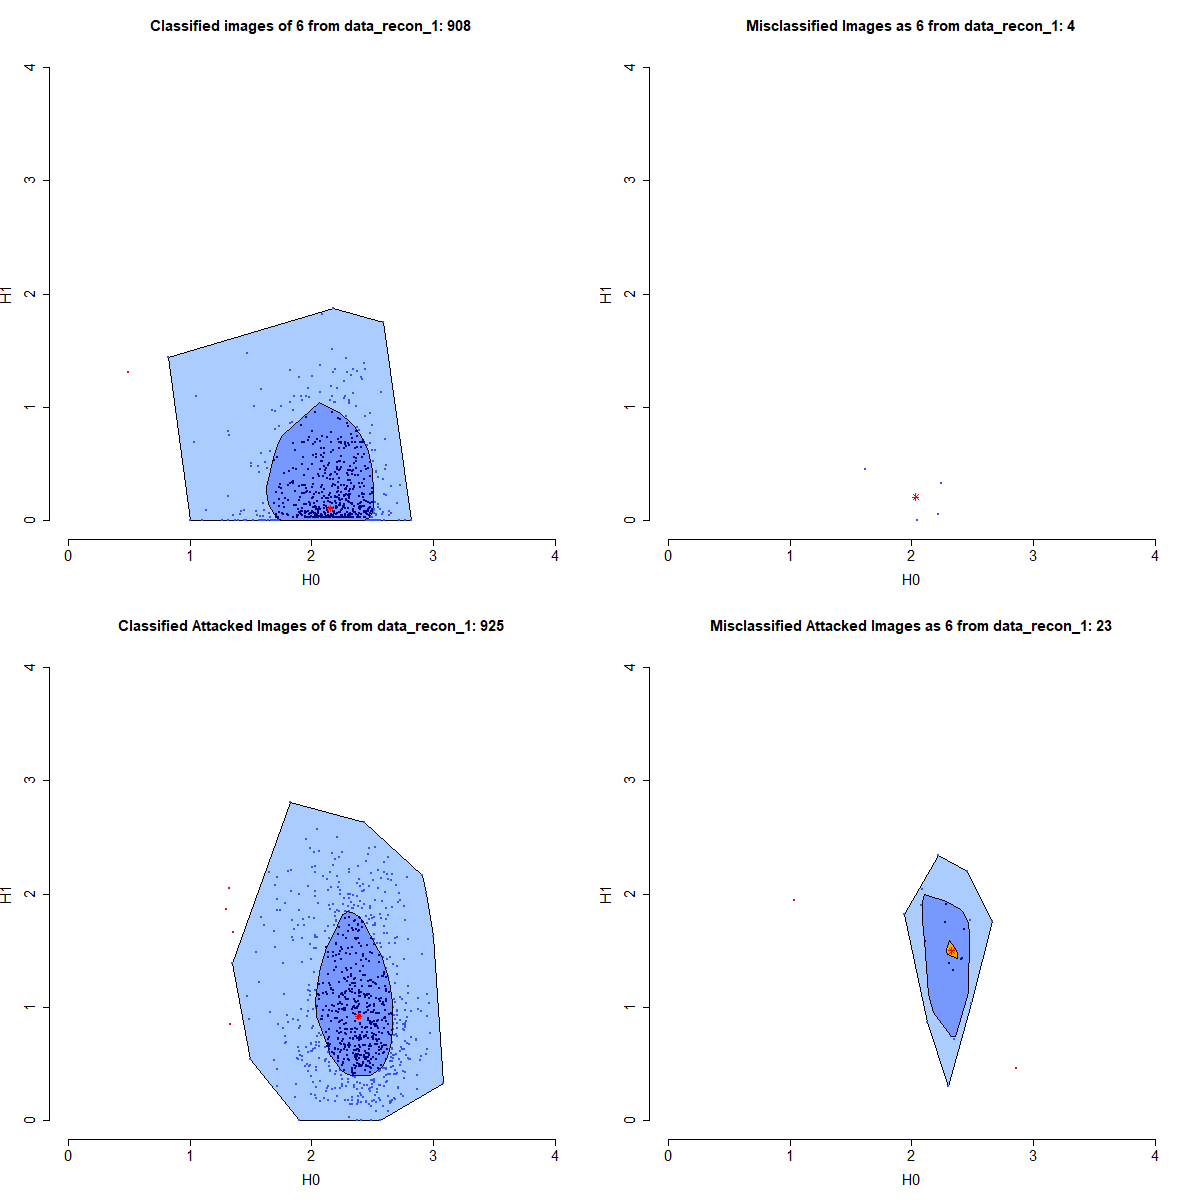 Classified images of 6 from data_recon_1: 908
4
3
2
1
0
H1
0 1 2 3 4
H0
Misclassified Images as 6 from data_recon_1: 4
4
3
2
1
0
H1
0 1 2 3 4
H0
Classified Attacked Images of 6 from data_recon_1: 925
4
3
2
1
0
H1
0 1 2 3 4
H0
Misclassified Attacked Images as 6 from data_recon_1: 23
4
3
2
1
0
H1
0 1 2 3 4
H0